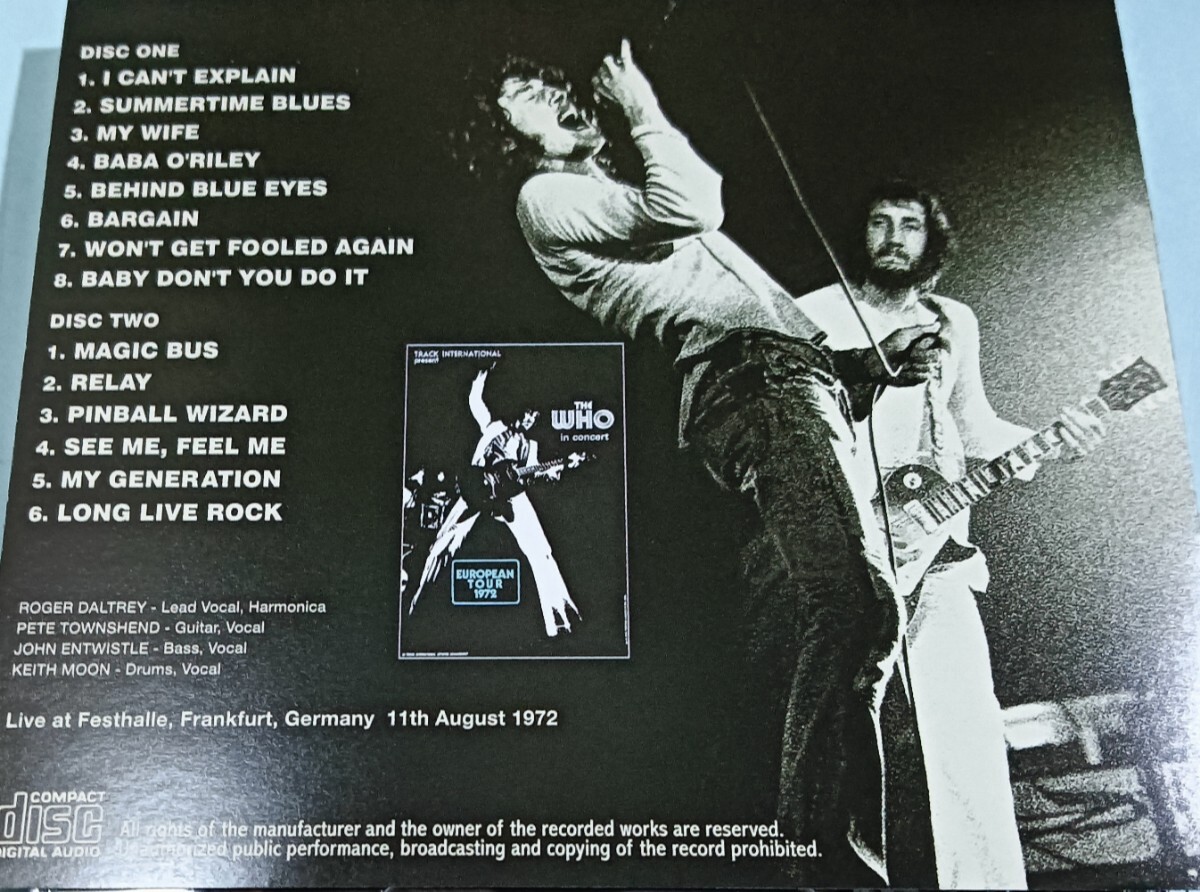 DISC ONE
1. I CAN'T EXPLAIN
2. SUMMERTIME BLUES
3. MY WIFE
4. BABA O'RILEY
5. BEHIND BLUE EYES
6. BARGAIN
7. WON'T GET FOOLED AGAIN
8. BABY DON'T YOU DO IT
DISC TWO
1. MAGIC BUS
2. RELAY
3. PINBALL WIZARD
4. SEE ME, FEEL ME
5. MY GENERATION
6. LONG LIVE ROCK
TRACK INTERNATIONAL
present
THE
WHO
in concert
EUROPEAN
TOUR
1972
ROGER DALTREY - Lead Vocal, Harmonica
PETE TOWNSHEND - Guitar, Vocal
JOHN ENTWISTLE - Bass, Vocal
KEITH MOON - Drums, Vocal
Live at Festhalle, Frankfurt, Germany 11th August 1972
COMPACT
disc
DIGITAL AUDIO
All rights of the manufacturer and the owner of the recorded works are reserved.
Unauthorized public performance, broadcasting and copying of the record prohibited.